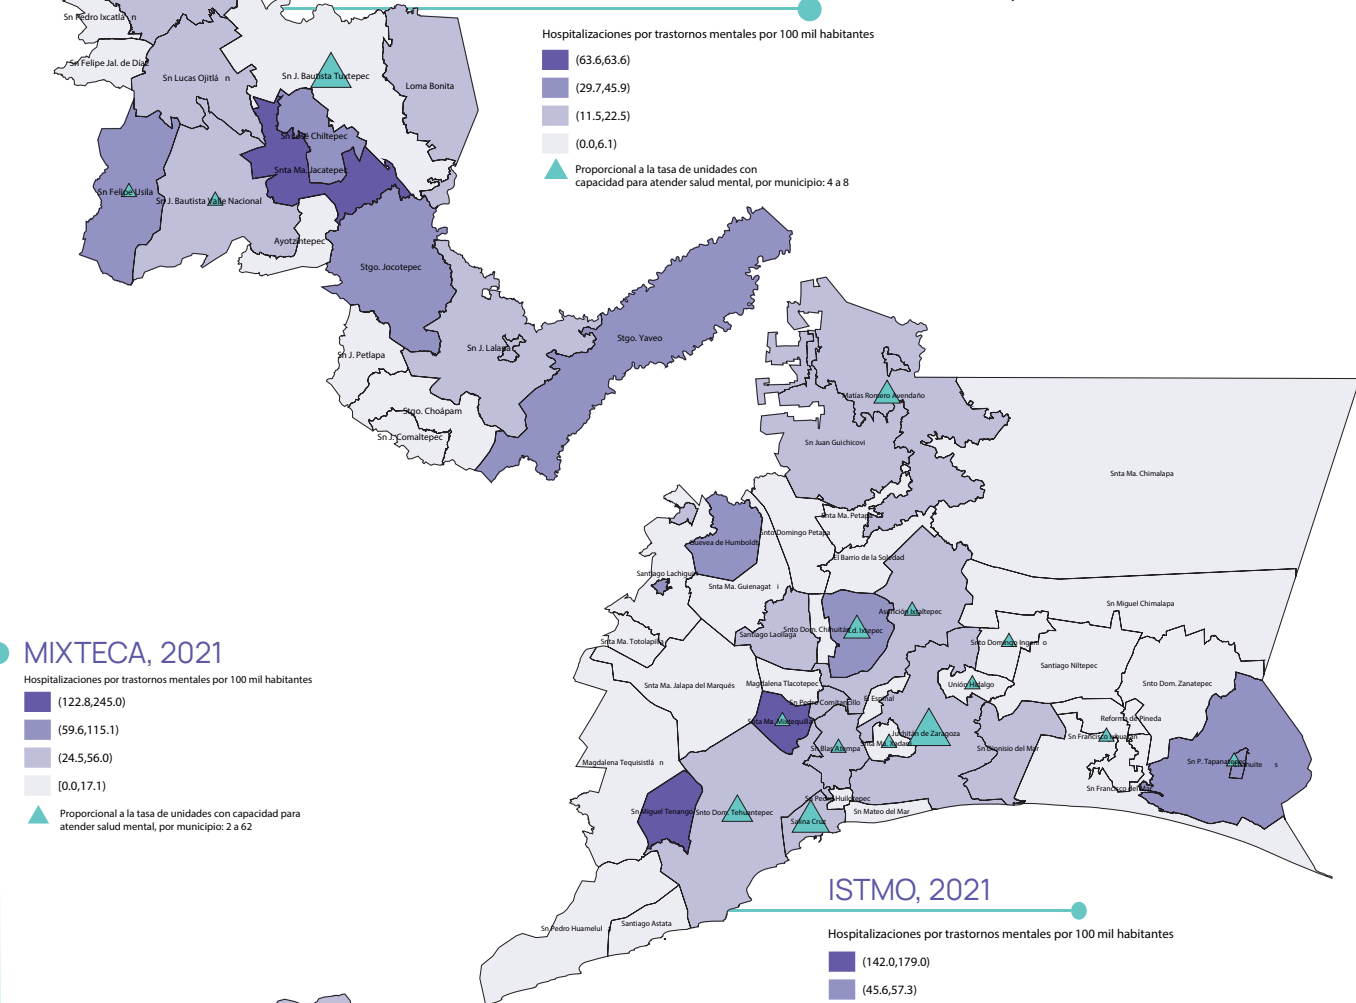 Sn Pedro Ixcatlá n
Sn Felipe Jal. de Díaz
Sn Lucas Ojitlá n
Sn J. Bautista Tuxtepec
Loma Bonita
Sn José Chiltepec
Snta Ma. Jacatepec
Sn Felipe Usila
Sn J. Bautista Valle Nacional
Ayotzintepec
Stgo. Jocotepec
Sn J. Lalana
Stgo. Yaveo
Sn J. Petlapa
Stgo. Choápam
Sn J. Comaltepec
Hospitalizaciones por trastornos mentales por 100 mil habitantes
(63.6,63.6)
(29.7,45.9)
(11.5,22.5)
(0.0,6.1)
Proporcional a la tasa de unidades con
capacidad para atender salud mental, por municipio: 4 a 8
Matías Romero Avendaño
Sn Juan Guichicovi
Snta Ma. Chimalapa
Snta Ma. Petapa
Snto Domingo Petapa
Guevea de Humboldt
El Barrio de la Soledad
Santiago Lachiguiri
Snta Ma. Guienagat i
Sn Miguel Chimalapa
Asunción Ixtaltepec
Snto Dom. Chihuitán
Cd. Ixtepec
Santiago Laollaga
Snta Ma. Totolapilla
Snto Domingo Ingeni o
Santiago Niltepec
Snta Ma. Jalapa del Marqués
Magdalena Tlacotepec
Unión Hidalgo
Snto Dom. Zanatepec
Sn Pedro Comitancillo
El Espinal
Snta Ma. Mixtequilla
Reforma de Pineda
Juchitán de Zaragoza
Sn Francisco Ixhuatán
Snta Ma. Xadani
Sn Blas Atempa
Sn Dionisio del Mar
Magdalena Tequisistlá n
Sn P. Tapanatepec
Sn Francisco del Mar
Sn Pedro Huilotepec
Sn Miguel Tenango
Snto Dom. Tehuantepec
Salina Cruz
Sn Mateo del Mar
Sn Pedro Huamelul a
Santiago Astata
MIXTECA, 2021
Hospitalizaciones por trastornos mentales por 100 mil habitantes
(122.8,245.0)
(59.6,115.1)
(24.5,56.0)
[0.0,17.1)
Proporcional a la tasa de unidades con capacidad para
atender salud mental, por municipio: 2 a 62
ISTMO, 2021
Hospitalizaciones por trastornos mentales por 100 mil habitantes
(142.0,179.0)
(45.6,57.3)